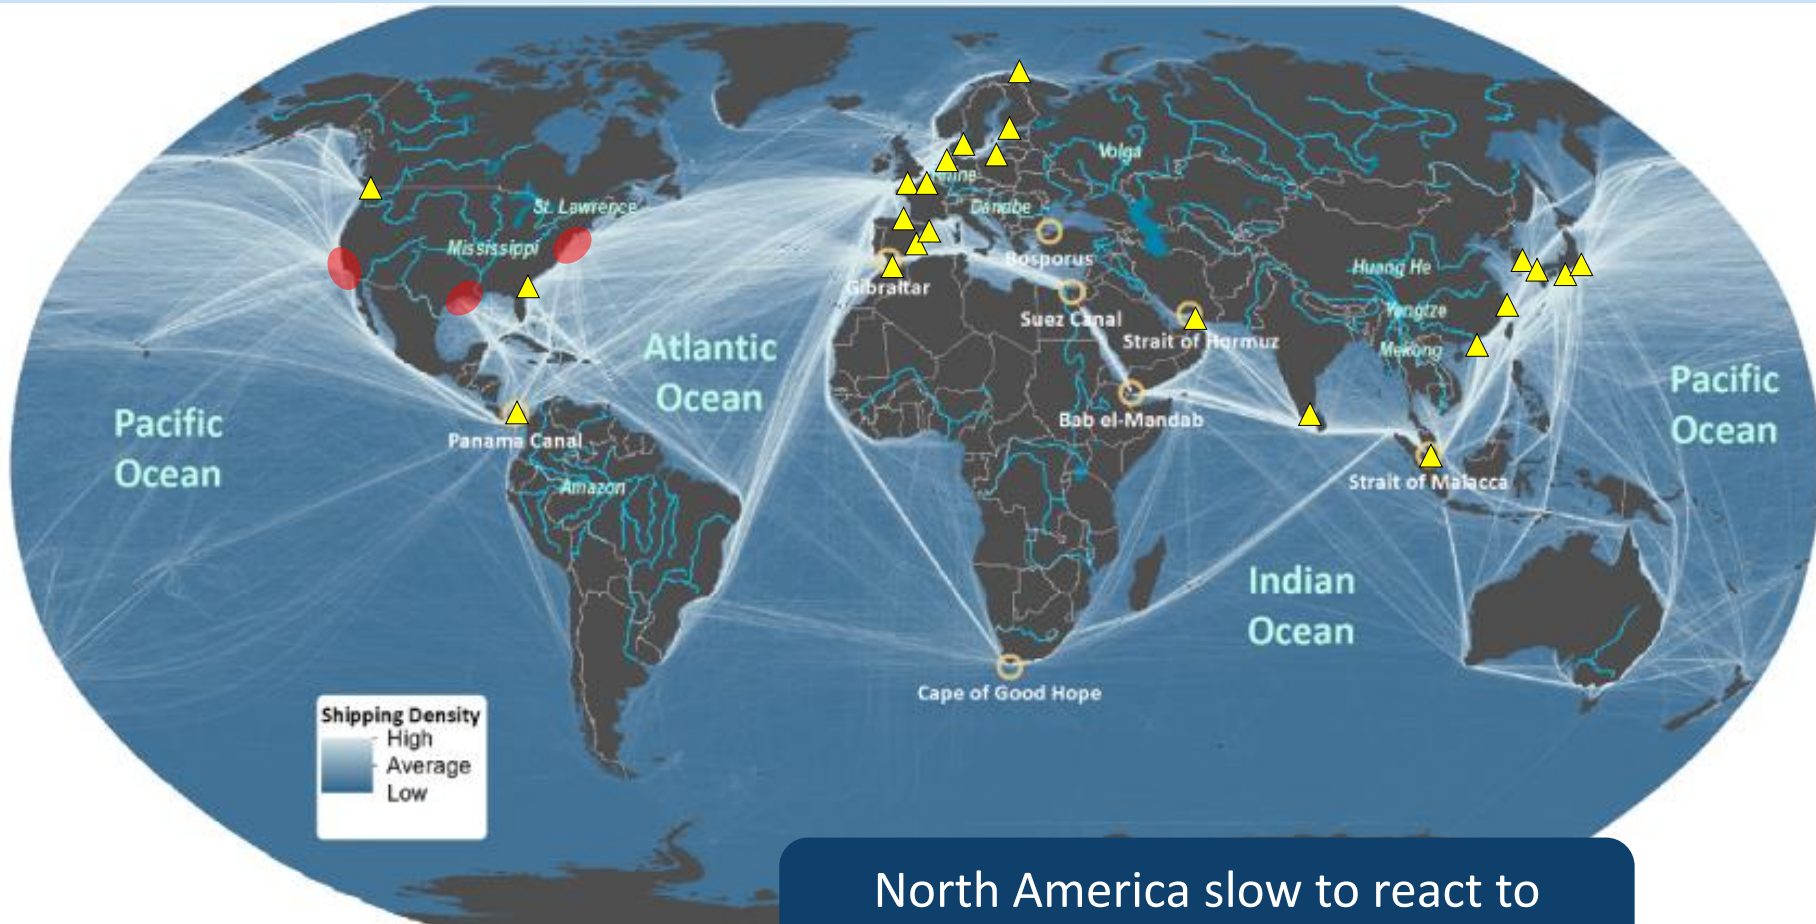 Volga
Rhine
St. Lawrence
Danube
Mississippi
Bosporus
Huang He
Gibraltar
Suez Canal
Yangtze
Strait of Hormuz
Mekong
Atlantic
Ocean
Pacific
Ocean
Pacific
Ocean
Bab el-Mandab
Panama Canal
Strait of Malacca
Amazon
Indian
Ocean
Cape of Good Hope
Shipping Density
High
Average
Low
North America slow to react to